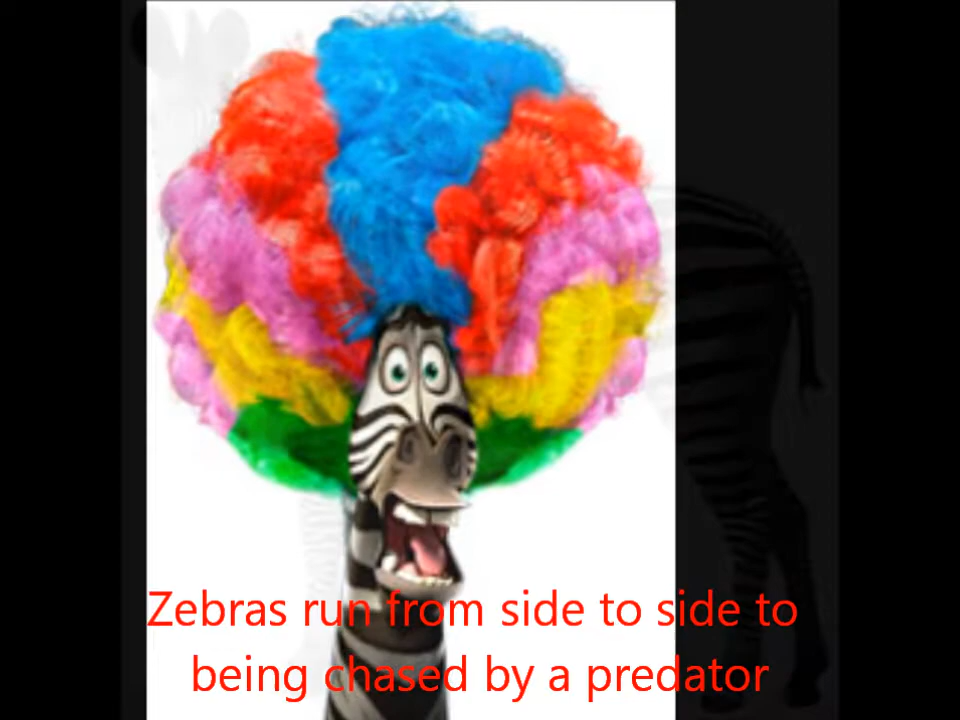 Zebras run from side to side to
being chased by a predator